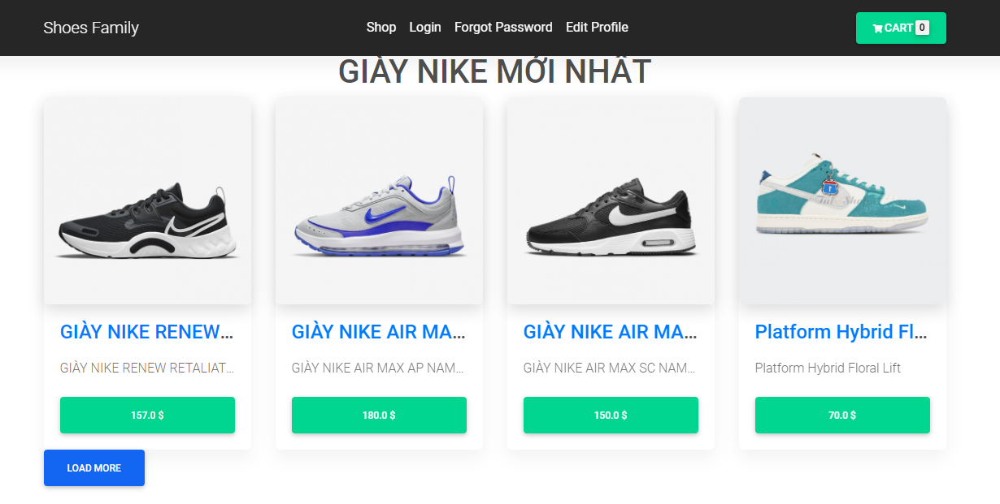 Shoes Family
Shop Login Forgot Password Edit Profile
CART 0
GIÀY NIKE MỚI NHẤT
GIÀY NIKE RENEW...
GIÀY NIKE AIR MA...
GIÀY NIKE AIR MA...
Platform Hybrid Fl...
GIÀY NIKE RENEW RETALIAT...
GIÀY NIKE AIR MAX AP NAM...
GIÀY NIKE AIR MAX SC NAM...
Platform Hybrid Floral Lift
157.0 $
180.0 $
150.0 $
70.0 $
LOAD MORE